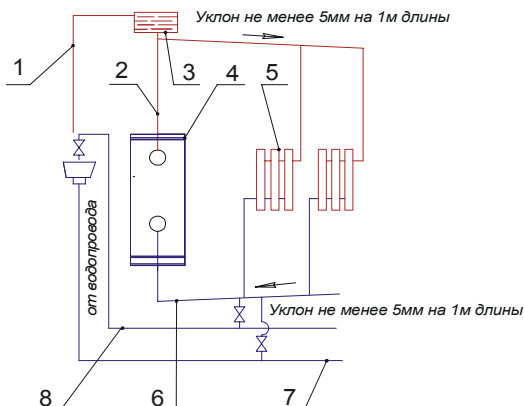 Уклон не менее 5мм на 1м длины
1
2
3
4
5
от водопровода
Уклон не менее 5мм на 1м длины
8
6
7